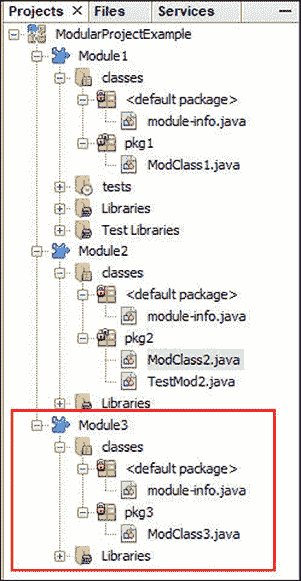 Projects × Files Services
ModularProjectExample
Module1
classes
<default package>
module-info.java
pkg1
ModClass1.java
tests
Libraries
Test Libraries
Module2
classes
<default package>
module-info.java
pkg2
ModClass2.java
TestMod2.java
Libraries
Module3
classes
<default package>
module-info.java
pkg3
ModClass3.java
Libraries